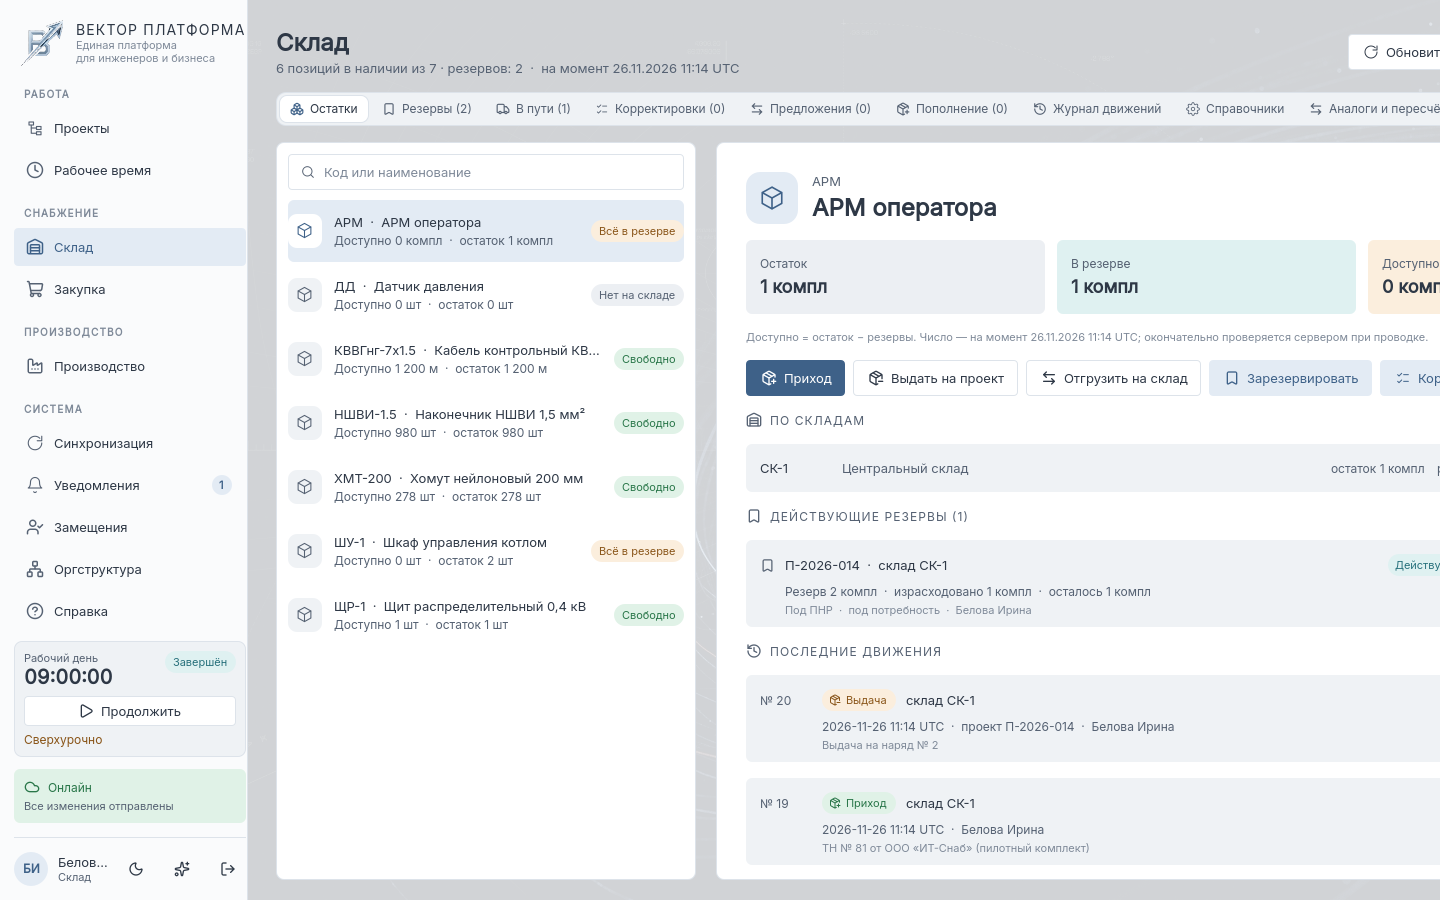 ВЕКТОР ПЛАТФОРМА
Единая платформа
для инженеров и бизнеса
РАБОТА
Проекты
Рабочее время
СНАБЖЕНИЕ
Склад
Закупка
ПРОИЗВОДСТВО
Производство
СИСТЕМА
Синхронизация
Уведомления 1
Замещения
Оргструктура
Справка
Рабочий день
Завершён
09:00:00
Продолжить
Сверхурочно
Онлайн
Все изменения отправлены
БИ
Белов...
Склад
Склад
6 позиций в наличии из 7 · резервов: 2 · на момент 26.11.2026 11:14 UTC
Обновит
Остатки
Резервы (2)
В пути (1)
Корректировки (0)
Предложения (0)
Пополнение (0)
Журнал движений
Справочники
Аналоги и пересчё
Код или наименование
АРМ · АРМ оператора
Доступно 0 компл · остаток 1 компл
Всё в резерве
ДД · Датчик давления
Доступно 0 шт · остаток 0 шт
Нет на складе
КВВГнг-7х1.5 · Кабель контрольный КВ...
Доступно 1 200 м · остаток 1 200 м
Свободно
НШВИ-1.5 · Наконечник НШВИ 1,5 мм²
Доступно 980 шт · остаток 980 шт
Свободно
ХМТ-200 · Хомут нейлоновый 200 мм
Доступно 278 шт · остаток 278 шт
Свободно
ШУ-1 · Шкаф управления котлом
Доступно 0 шт · остаток 2 шт
Всё в резерве
ЩР-1 · Щит распределительный 0,4 кВ
Доступно 1 шт · остаток 1 шт
Свободно
АРМ
АРМ оператора
Остаток
1 компл
В резерве
1 компл
Доступно
0 комп
Доступно = остаток − резервы. Число — на момент 26.11.2026 11:14 UTC; окончательно проверяется сервером при проводке.
Приход
Выдать на проект
Отгрузить на склад
Зарезервировать
Кор
ПО СКЛАДАМ
СК-1 Центральный склад остаток 1 компл р
ДЕЙСТВУЮЩИЕ РЕЗЕРВЫ (1)
П-2026-014 · склад СК-1
Действу
Резерв 2 компл · израсходовано 1 компл · осталось 1 компл
Под ПНР · под потребность · Белова Ирина
ПОСЛЕДНИЕ ДВИЖЕНИЯ
№ 20 Выдача склад СК-1
2026-11-26 11:14 UTC · проект П-2026-014 · Белова Ирина
Выдача на наряд № 2
№ 19 Приход склад СК-1
2026-11-26 11:14 UTC · Белова Ирина
ТН № 81 от ООО «ИТ-Снаб» (пилотный комплект)